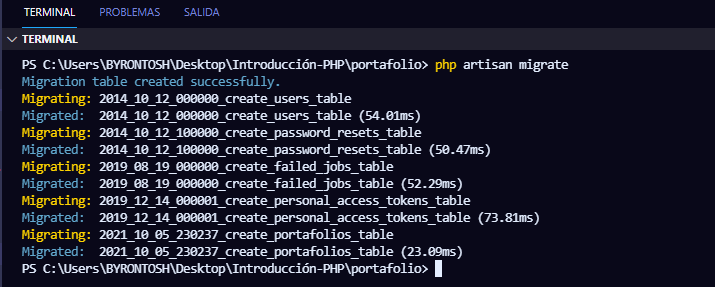 TERMINAL PROBLEMAS SALIDA
TERMINAL
PS C:\Users\BYRONTOSH\Desktop\Introducción-PHP\portafolio> php artisan migrate
Migration table created successfully.
Migrating: 2014_10_12_000000_create_users_table
Migrated:  2014_10_12_000000_create_users_table (54.01ms)
Migrating: 2014_10_12_100000_create_password_resets_table
Migrated:  2014_10_12_100000_create_password_resets_table (50.47ms)
Migrating: 2019_08_19_000000_create_failed_jobs_table
Migrated:  2019_08_19_000000_create_failed_jobs_table (52.29ms)
Migrating: 2019_12_14_000001_create_personal_access_tokens_table
Migrated:  2019_12_14_000001_create_personal_access_tokens_table (73.81ms)
Migrating: 2021_10_05_230237_create_portafolios_table
Migrated:  2021_10_05_230237_create_portafolios_table (23.09ms)
PS C:\Users\BYRONTOSH\Desktop\Introducción-PHP\portafolio>